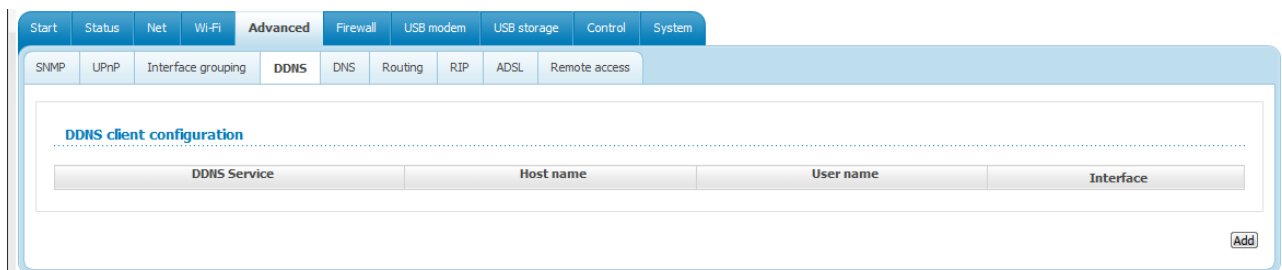 Start Status Net Wi-Fi Advanced Firewall USB modem USB storage Control System
SNMP UPnP Interface grouping DDNS DNS Routing RIP ADSL Remote access
DDNS client configuration
DDNS Service Host name User name Interface
Add